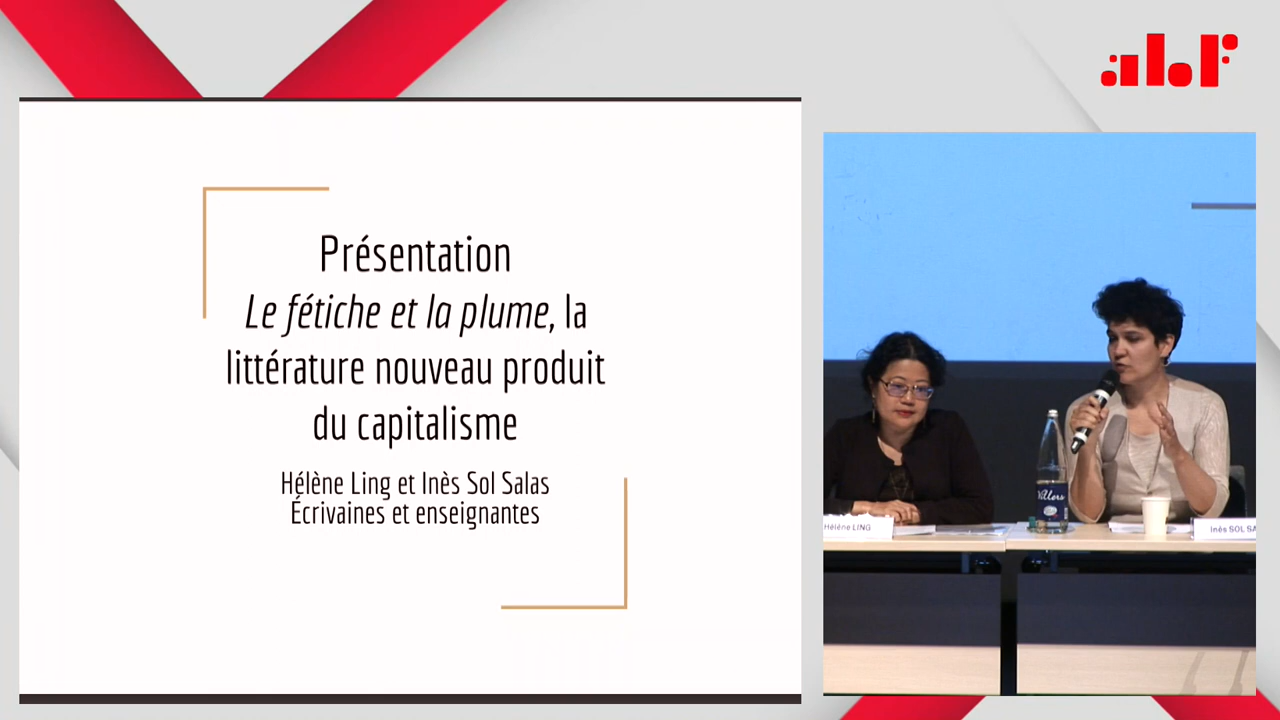 abf
Présentation
Le fétiche et la plume, la
littérature nouveau produit
du capitalisme
Hélène Ling et Inès Sol Salas
Écrivaines et enseignantes
Hélène LING
Inès SOL SA